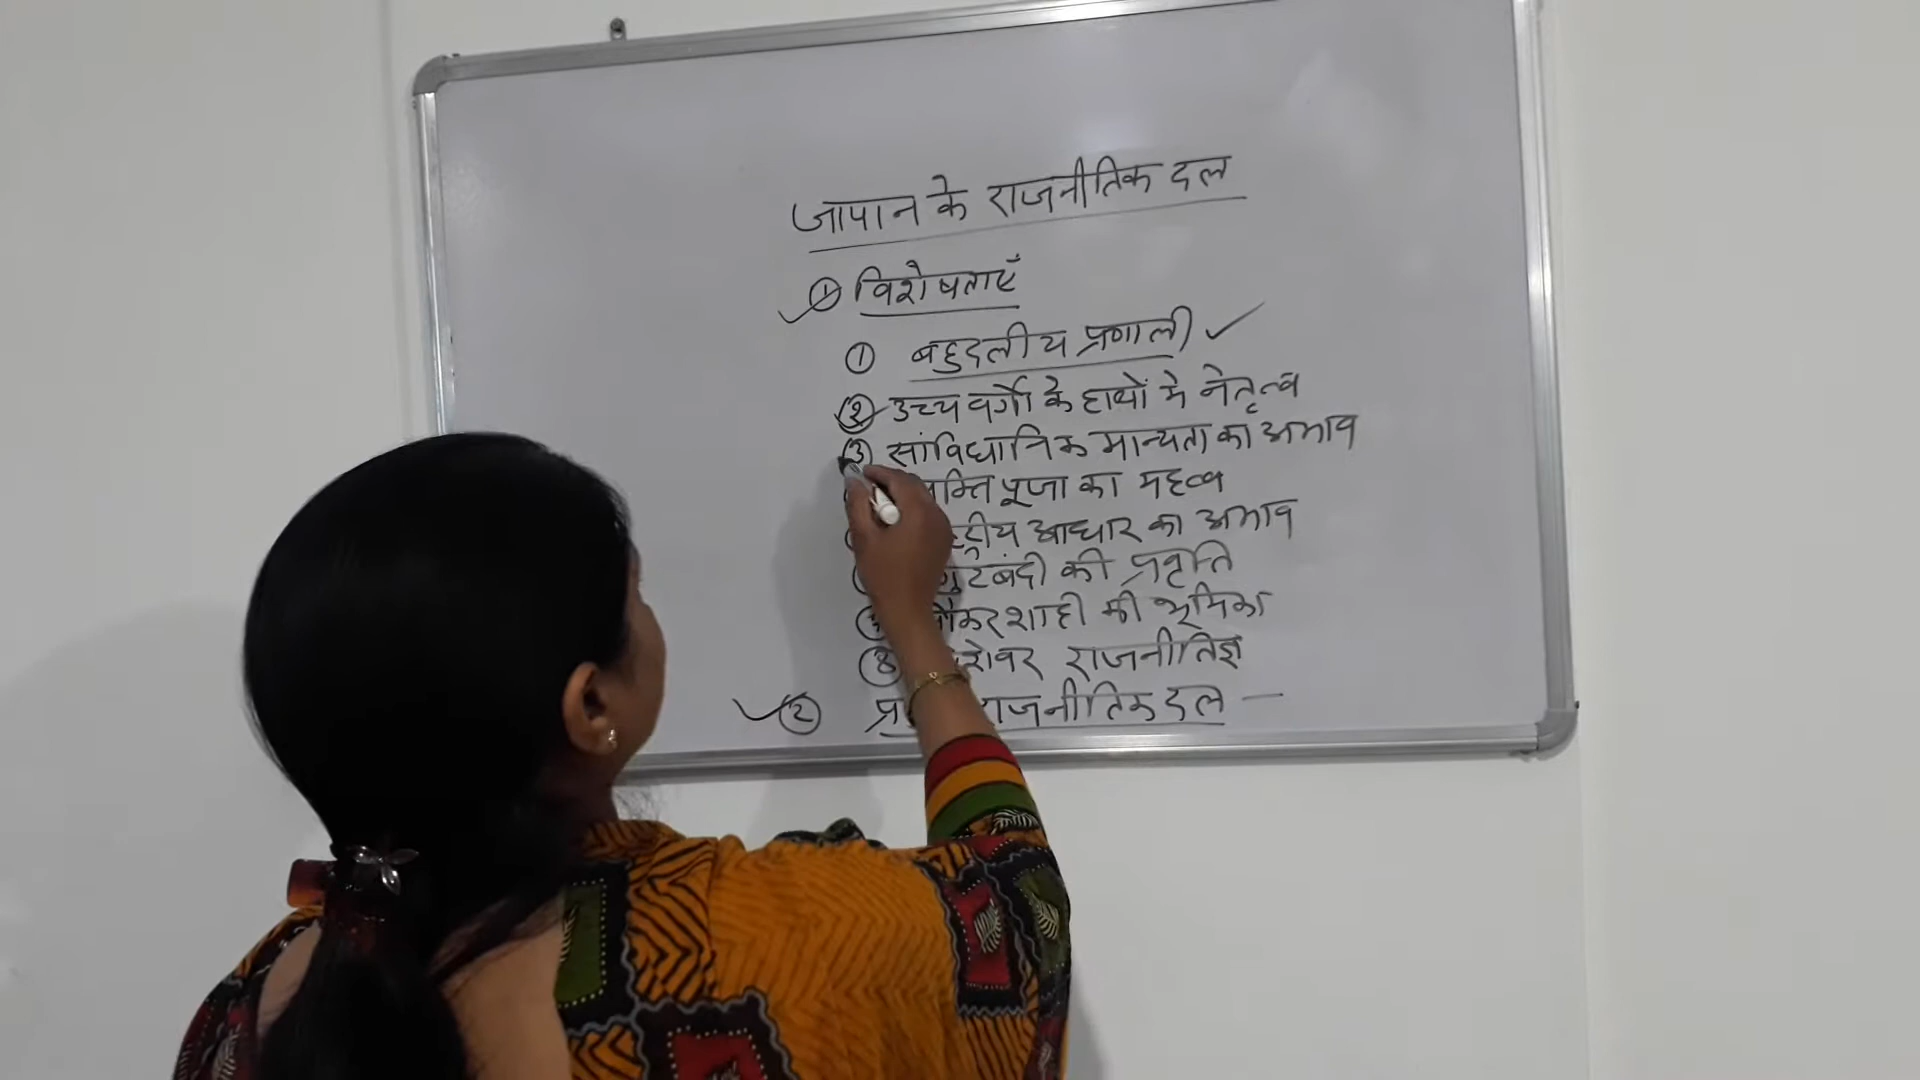 जापान के राजनीतिक दल
① विशेषताएँ
① बहुदलीय प्रणाली ✓
② उच्च वर्गों के हाथों मे नेतृत्व
③ सांविधानिक मान्यता का अभाव
पूजा का महत्व
आधार का अभाव
गुटबंदी की प्रवृति
की भूमिका
⑧ राजनीतिज्ञ
② राजनीतिक दल —